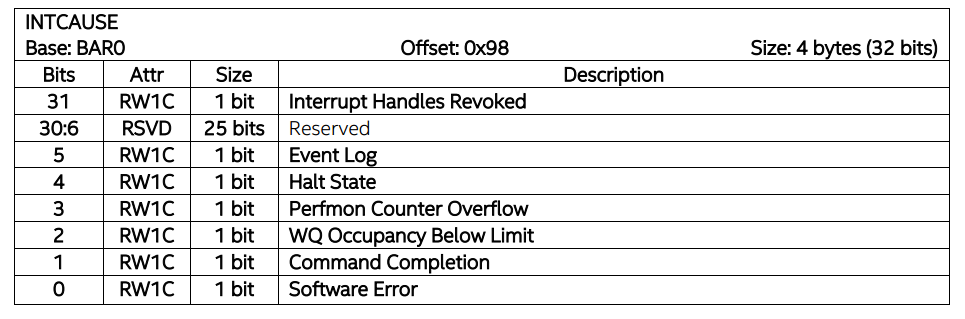 INTCAUSE
Base: BAR0 Offset: 0x98 Size: 4 bytes (32 bits)
Bits Attr Size Description
31 RW1C 1 bit Interrupt Handles Revoked
30:6 RSVD 25 bits Reserved
5 RW1C 1 bit Event Log
4 RW1C 1 bit Halt State
3 RW1C 1 bit Perfmon Counter Overflow
2 RW1C 1 bit WQ Occupancy Below Limit
1 RW1C 1 bit Command Completion
0 RW1C 1 bit Software Error